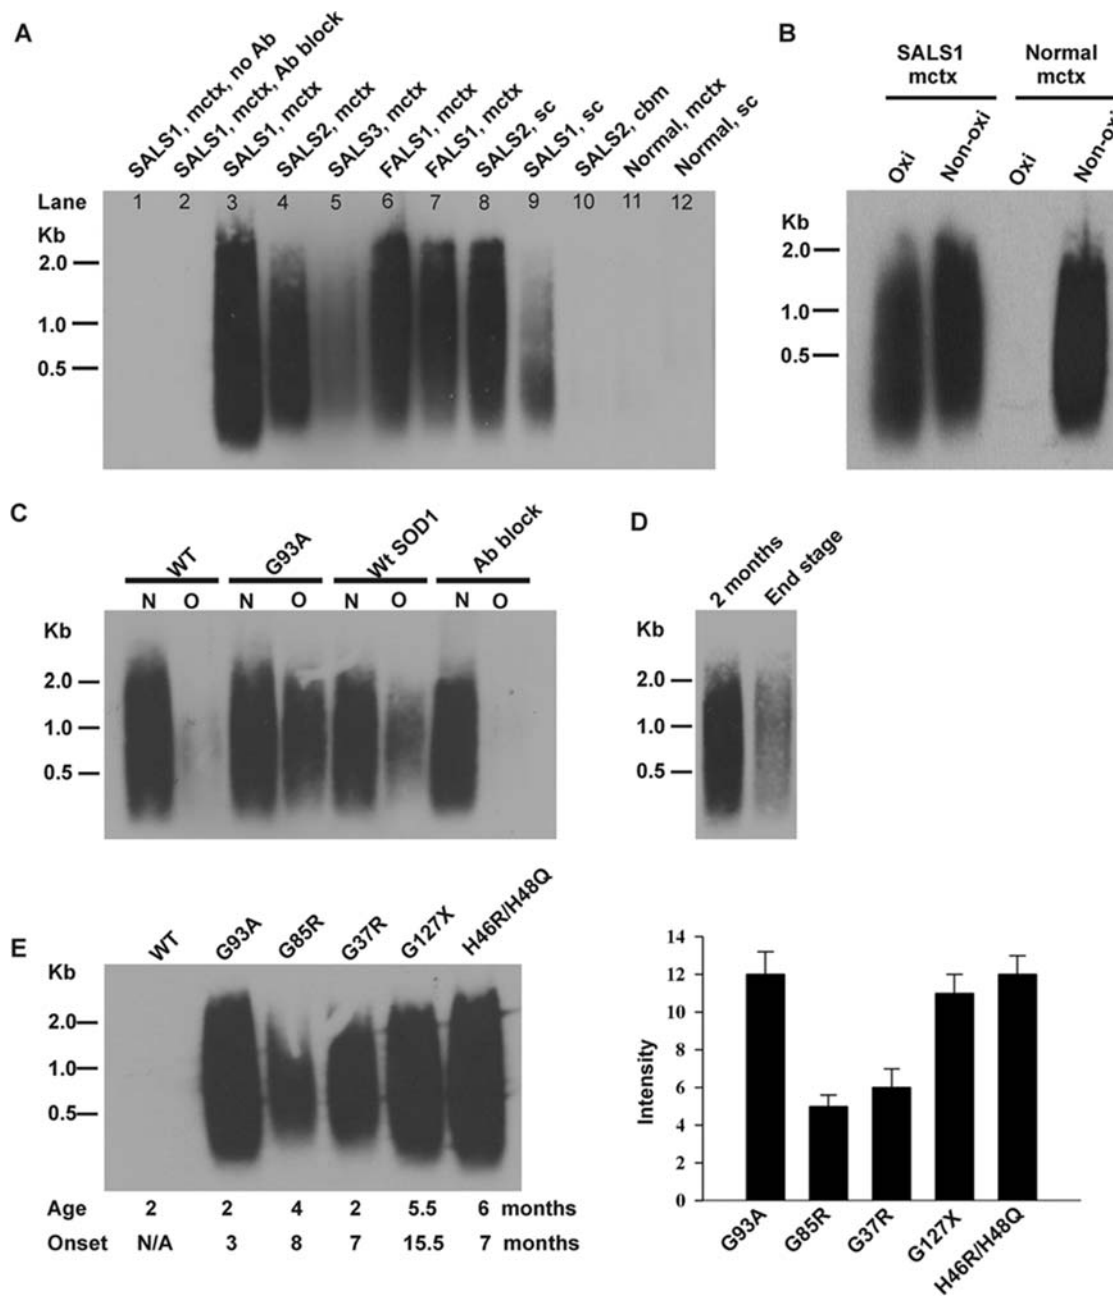 A
SALS1, mctx, no Ab
SALS1, mctx, Ab block
SALS1, mctx
SALS2, mctx
SALS3, mctx
FALS1, mctx
FALS1, mctx
SALS2, sc
SALS1, sc
SALS2, cbm
Normal, mctx
Normal, sc
Lane 1 2 3 4 5 6 7 8 9 10 11 12
Kb
2.0
1.0
0.5
B
SALS1 mctx
Normal mctx
Oxi
Non-oxi
Oxi
Non-oxi
Kb
2.0
1.0
0.5
C
WT
G93A
Wt SOD1
Ab block
N O N O N O N O
Kb
2.0
1.0
0.5
D
2 months
End stage
Kb
2.0
1.0
0.5
E
WT
G93A
G85R
G37R
G127X
H46R/H48Q
Kb
2.0
1.0
0.5
Age 2 2 4 2 5.5 6 months
Onset N/A 3 8 7 15.5 7 months
Intensity
14
12
10
8
6
4
2
0
G93A
G85R
G37R
G127X
H46R/H48Q